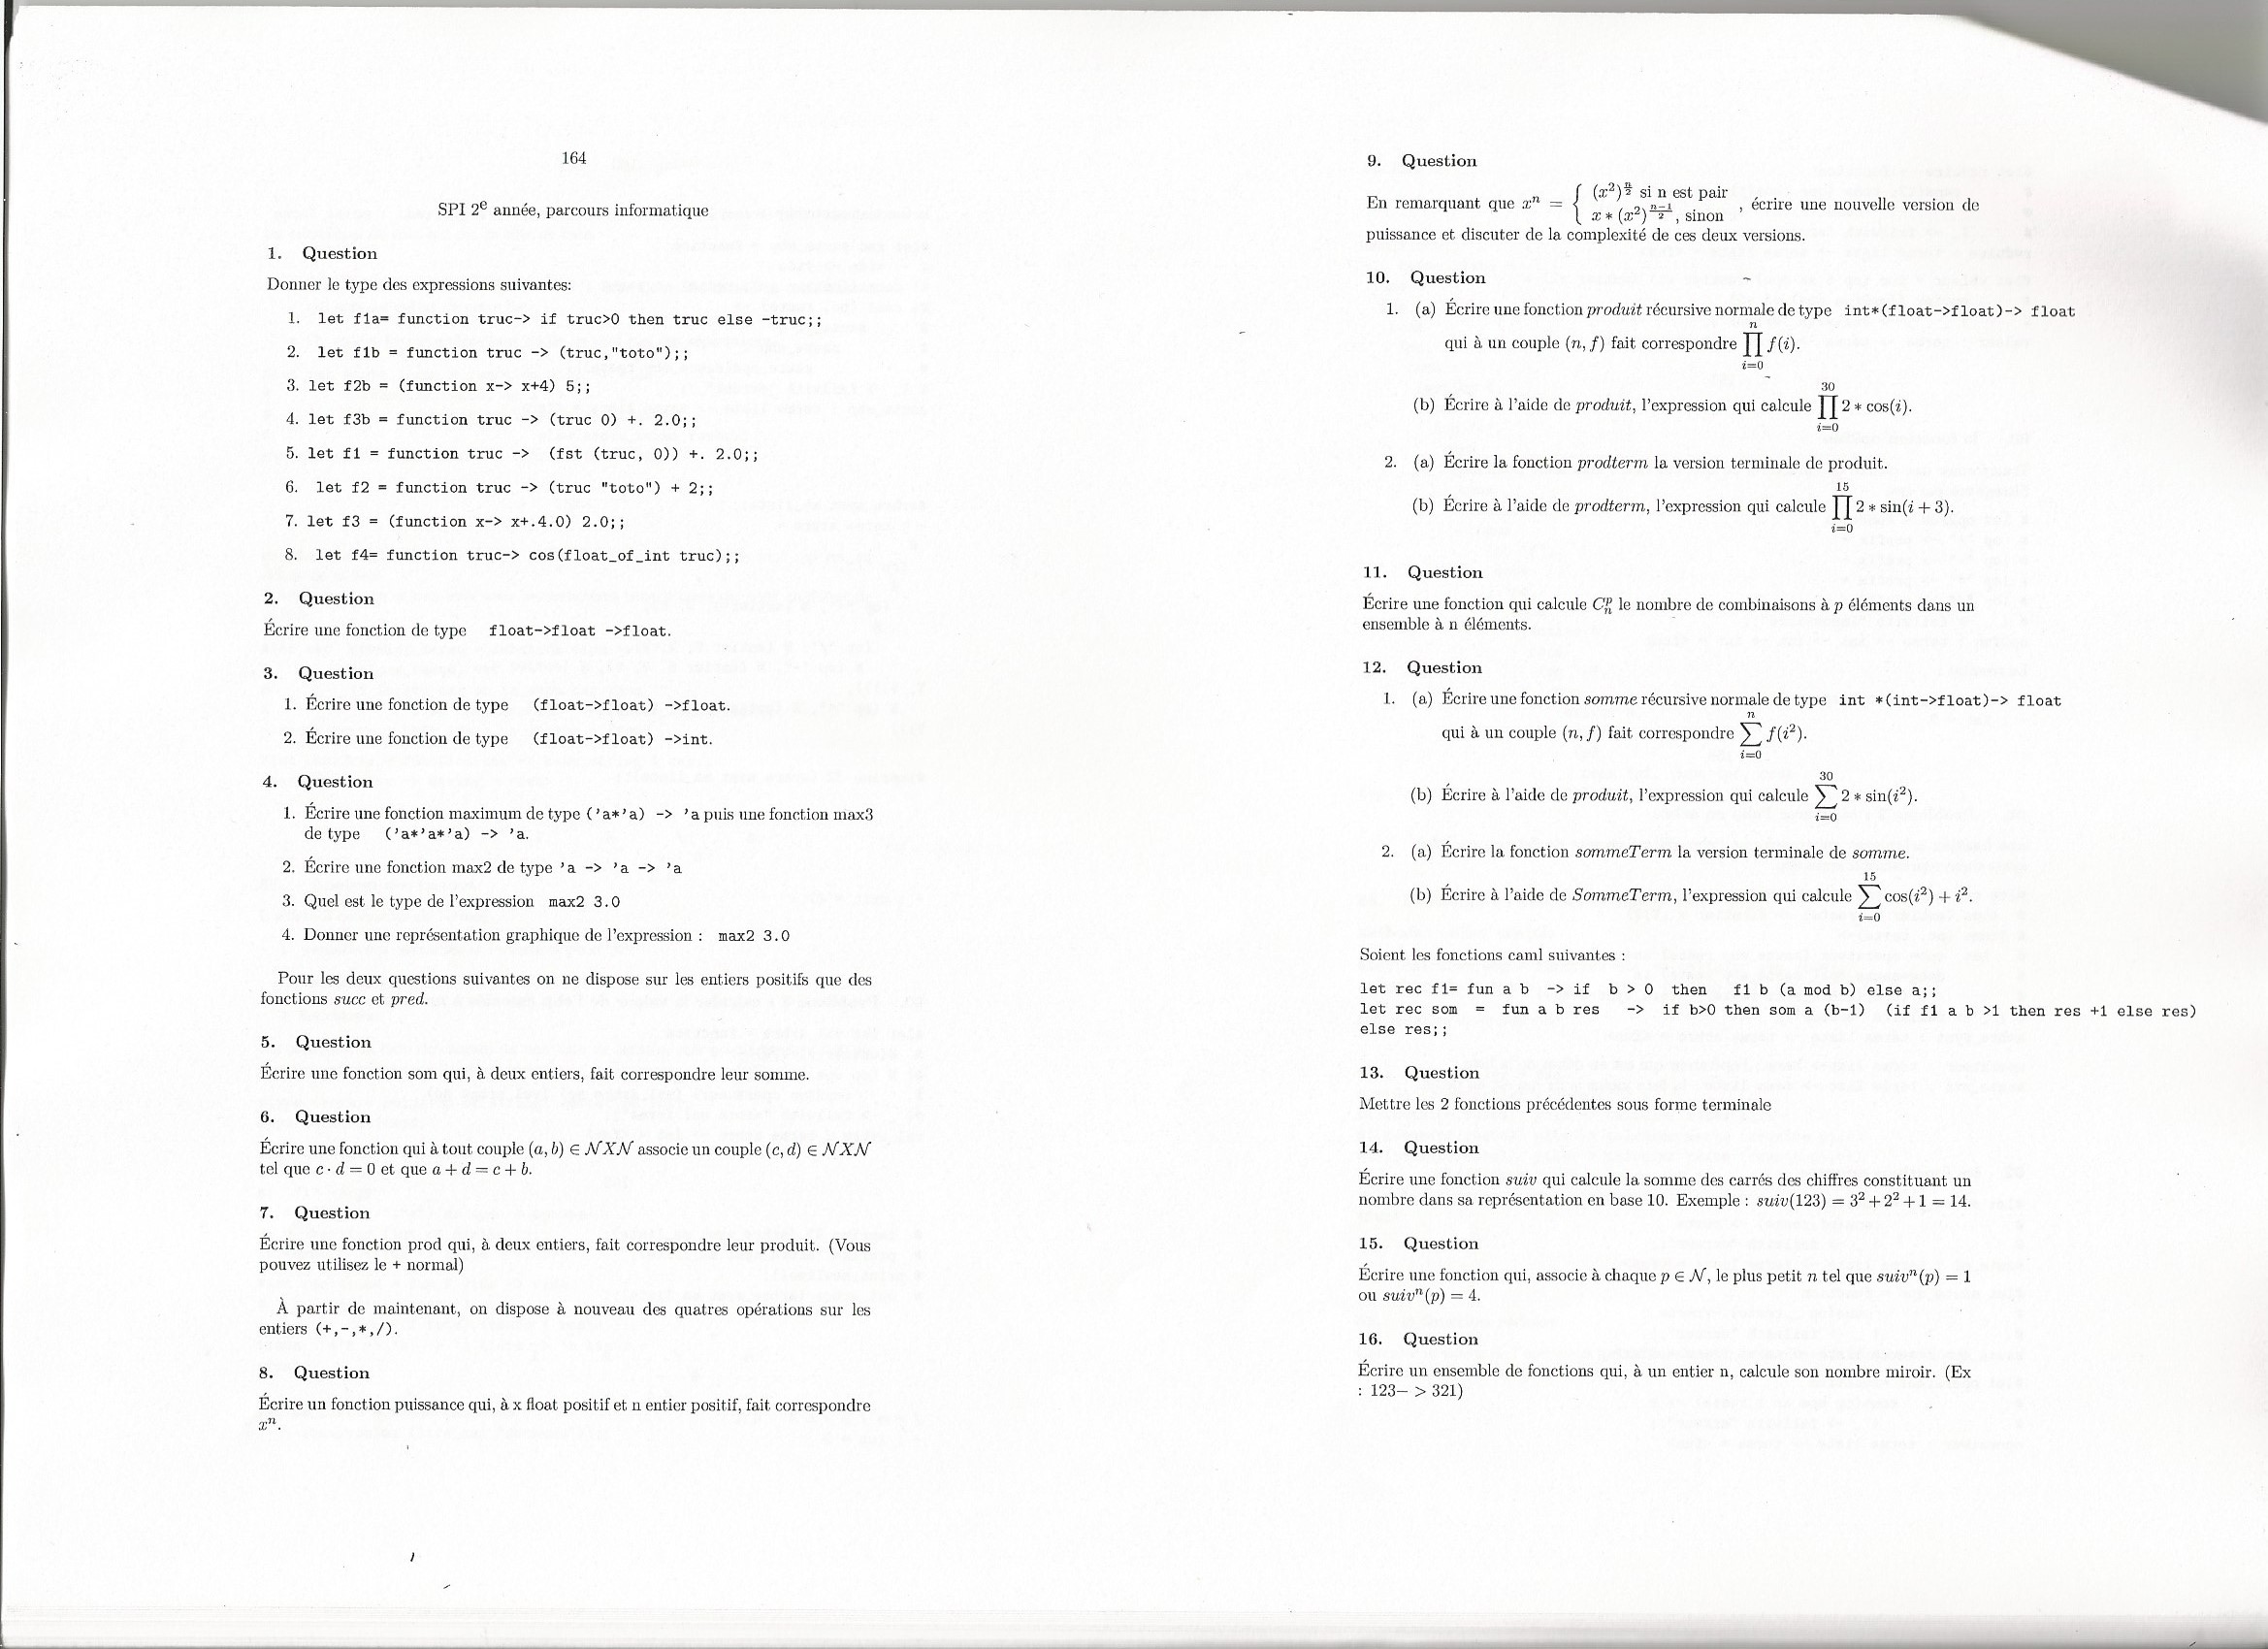 164
SPI 2e année, parcours informatique
1. Question
Donner le type des expressions suivantes:
1. let f1a= function truc-> if truc>0 then truc else -truc;;
2. let f1b = function truc -> (truc,"toto");;
3. let f2b = (function x-> x+4) 5;;
4. let f3b = function truc -> (truc 0) +. 2.0;;
5. let f1 = function truc -> (fst (truc, 0)) +. 2.0;;
6. let f2 = function truc -> (truc "toto") + 2;;
7. let f3 = (function x-> x+.4.0) 2.0;;
8. let f4= function truc-> cos(float_of_int truc);;
2. Question
Écrire une fonction de type float->float ->float.
3. Question
1. Écrire une fonction de type (float->float) ->float.
2. Écrire une fonction de type (float->float) ->int.
4. Question
1. Écrire une fonction maximum de type ('a*'a) -> 'a puis une fonction max3
de type ('a*'a*'a) -> 'a.
2. Écrire une fonction max2 de type 'a -> 'a -> 'a
3. Quel est le type de l'expression max2 3.0
4. Donner une représentation graphique de l'expression : max2 3.0
Pour les deux questions suivantes on ne dispose sur les entiers positifs que des
fonctions succ et pred.
5. Question
Écrire une fonction som qui, à deux entiers, fait correspondre leur somme.
6. Question
Écrire une fonction qui à tout couple (a, b) ∈ NXN associe un couple (c, d) ∈ NXN
tel que c · d = 0 et que a + d = c + b.
7. Question
Écrire une fonction prod qui, à deux entiers, fait correspondre leur produit. (Vous
pouvez utilisez le + normal)
À partir de maintenant, on dispose à nouveau des quatres opérations sur les
entiers (+,-,*,/).
8. Question
Écrire un fonction puissance qui, à x float positif et n entier positif, fait correspondre
x^n.
9. Question
En remarquant que x^n = { (x^2)^{n/2} si n est pair
x * (x^2)^{(n-1)/2}, sinon , écrire une nouvelle version de
puissance et discuter de la complexité de ces deux versions.
10. Question
1. (a) Écrire une fonction produit récursive normale de type int*(float->float)-> float
qui à un couple (n, f) fait correspondre ∏_{i=0}^{n} f(i).
(b) Écrire à l'aide de produit, l'expression qui calcule ∏_{i=0}^{30} 2 * cos(i).
2. (a) Écrire la fonction prodterm la version terminale de produit.
(b) Écrire à l'aide de prodterm, l'expression qui calcule ∏_{i=0}^{15} 2 * sin(i + 3).
11. Question
Écrire une fonction qui calcule C_n^p le nombre de combinaisons à p éléments dans un
ensemble à n éléments.
12. Question
1. (a) Écrire une fonction somme récursive normale de type int *(int->float)-> float
qui à un couple (n, f) fait correspondre ∑_{i=0}^{n} f(i^2).
(b) Écrire à l'aide de produit, l'expression qui calcule ∑_{i=0}^{30} 2 * sin(i^2).
2. (a) Écrire la fonction sommeTerm la version terminale de somme.
(b) Écrire à l'aide de SommeTerm, l'expression qui calcule ∑_{i=0}^{15} cos(i^2) + i^2.
Soient les fonctions caml suivantes :
let rec f1= fun a b -> if b > 0 then f1 b (a mod b) else a;;
let rec som = fun a b res -> if b>0 then som a (b-1) (if f1 a b >1 then res +1 else res)
else res;;
13. Question
Mettre les 2 fonctions précédentes sous forme terminale
14. Question
Écrire une fonction suiv qui calcule la somme des carrés des chiffres constituant un
nombre dans sa représentation en base 10. Exemple : suiv(123) = 3^2 + 2^2 + 1 = 14.
15. Question
Écrire une fonction qui, associe à chaque p ∈ N, le plus petit n tel que suiv^n(p) = 1
ou suiv^n(p) = 4.
16. Question
Écrire un ensemble de fonctions qui, à un entier n, calcule son nombre miroir. (Ex
: 123− > 321)